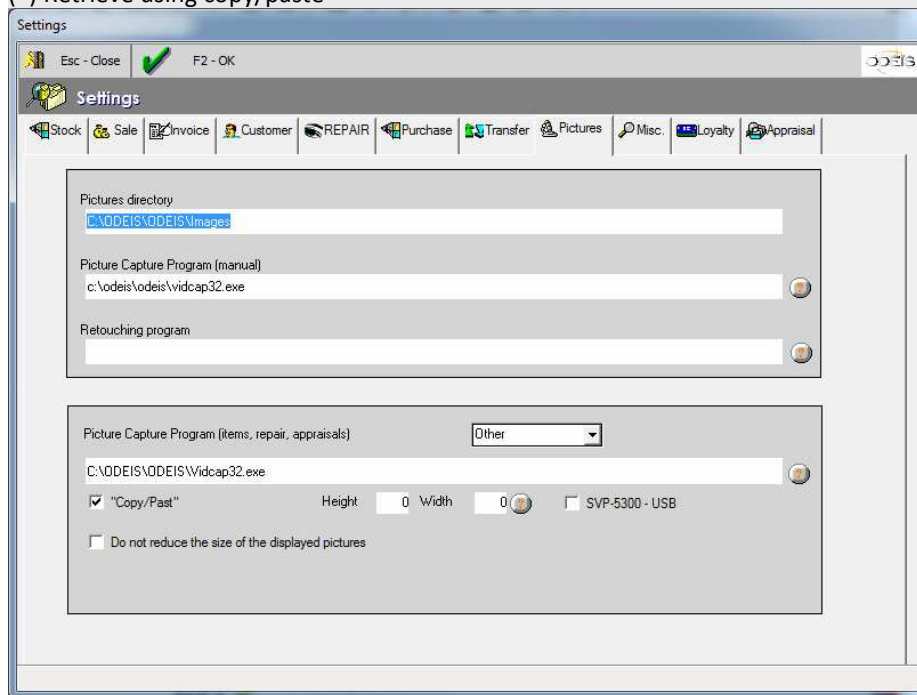 (*) Retrieve using copy/paste
Settings
Esc - Close F2 - OK ODEIS
Settings
Stock Sale Invoice Customer REPAIR Purchase Transfer Pictures Misc. Loyalty Appraisal
Pictures directory
C:\ODEIS\ODEIS\Images
Picture Capture Program (manual)
c:\odeis\odeis\vidcap32.exe
Retouching program
Picture Capture Program (items, repair, appraisals) Other
C:\ODEIS\ODEIS\Vidcap32.exe
"Copy/Past" Height 0 Width 0 SVP-5300 - USB
Do not reduce the size of the displayed pictures